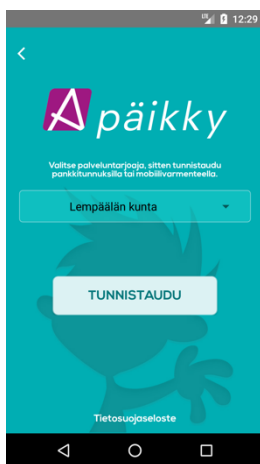 12:29
A päikky
Valitse palveluntarjoaja, sitten tunnistaudu
pankkitunnuksilla tai mobiilivarmenteella.
Lempäälän kunta
TUNNISTAUDU
Tietosuojaseloste